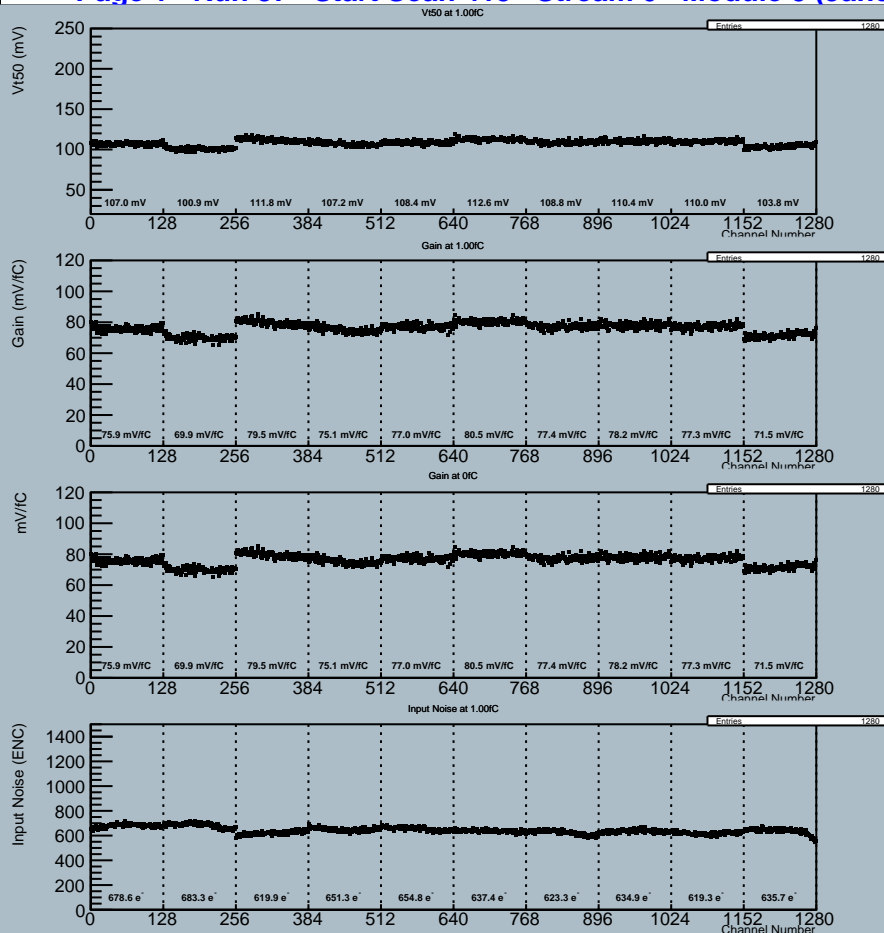 Vt50 at 1.00fC
Entries 1280
Vt50 (mV)
250
200
150
100
50
107.0 mV 100.9 mV 111.8 mV 107.2 mV 108.4 mV 112.6 mV 108.8 mV 110.4 mV 110.0 mV 103.8 mV
0 128 256 384 512 640 768 896 1024 1152 1280
Channel Number
Gain at 1.00fC
Entries 1280
Gain (mV/fC)
120
100
80
60
40
20
0
75.9 mV/fC 69.9 mV/fC 79.5 mV/fC 75.1 mV/fC 77.0 mV/fC 80.5 mV/fC 77.4 mV/fC 78.2 mV/fC 77.3 mV/fC 71.5 mV/fC
0 128 256 384 512 640 768 896 1024 1152 1280
Channel Number
Gain at 0fC
Entries 1280
mV/fC
120
100
80
60
40
20
0
75.9 mV/fC 69.9 mV/fC 79.5 mV/fC 75.1 mV/fC 77.0 mV/fC 80.5 mV/fC 77.4 mV/fC 78.2 mV/fC 77.3 mV/fC 71.5 mV/fC
0 128 256 384 512 640 768 896 1024 1152 1280
Channel Number
Input Noise at 1.00fC
Entries 1280
Input Noise (ENC)
1400
1200
1000
800
600
400
200
0
678.6 e- 683.3 e- 619.9 e- 651.3 e- 654.8 e- 637.4 e- 623.3 e- 634.9 e- 619.3 e- 635.7 e-
0 128 256 384 512 640 768 896 1024 1152 1280
Channel Number